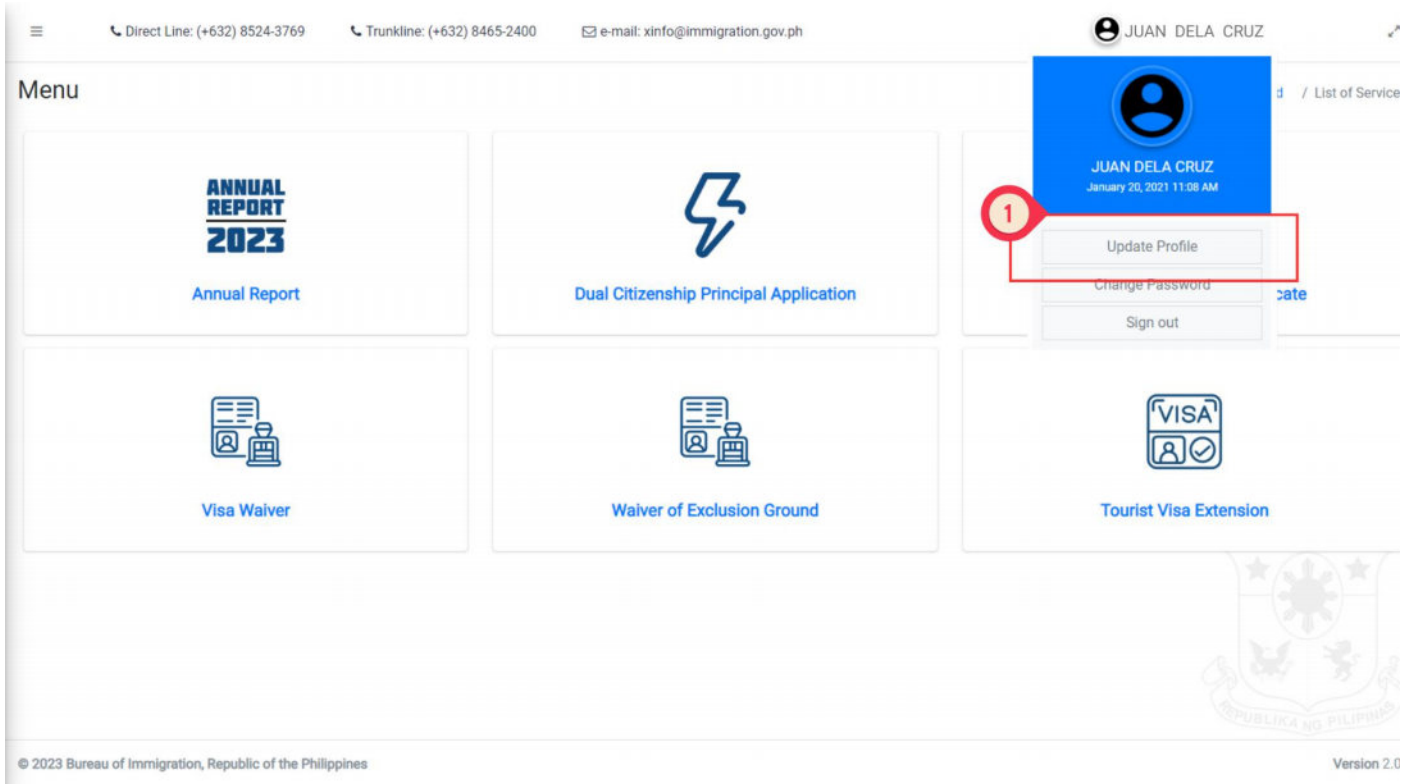 Direct Line: (+632) 8524-3769 Trunkline: (+632) 8465-2400 e-mail: xinfo@immigration.gov.ph JUAN DELA CRUZ
Menu
d / List of Service
JUAN DELA CRUZ
January 20, 2021 11:08 AM
1
Update Profile
Change Password
Sign out
ANNUAL
REPORT
2023
Annual Report
Dual Citizenship Principal Application
cate
Visa Waiver
Waiver of Exclusion Ground
VISA
Tourist Visa Extension
REPUBLIKA NG PILIPINAS
© 2023 Bureau of Immigration, Republic of the Philippines Version 2.0